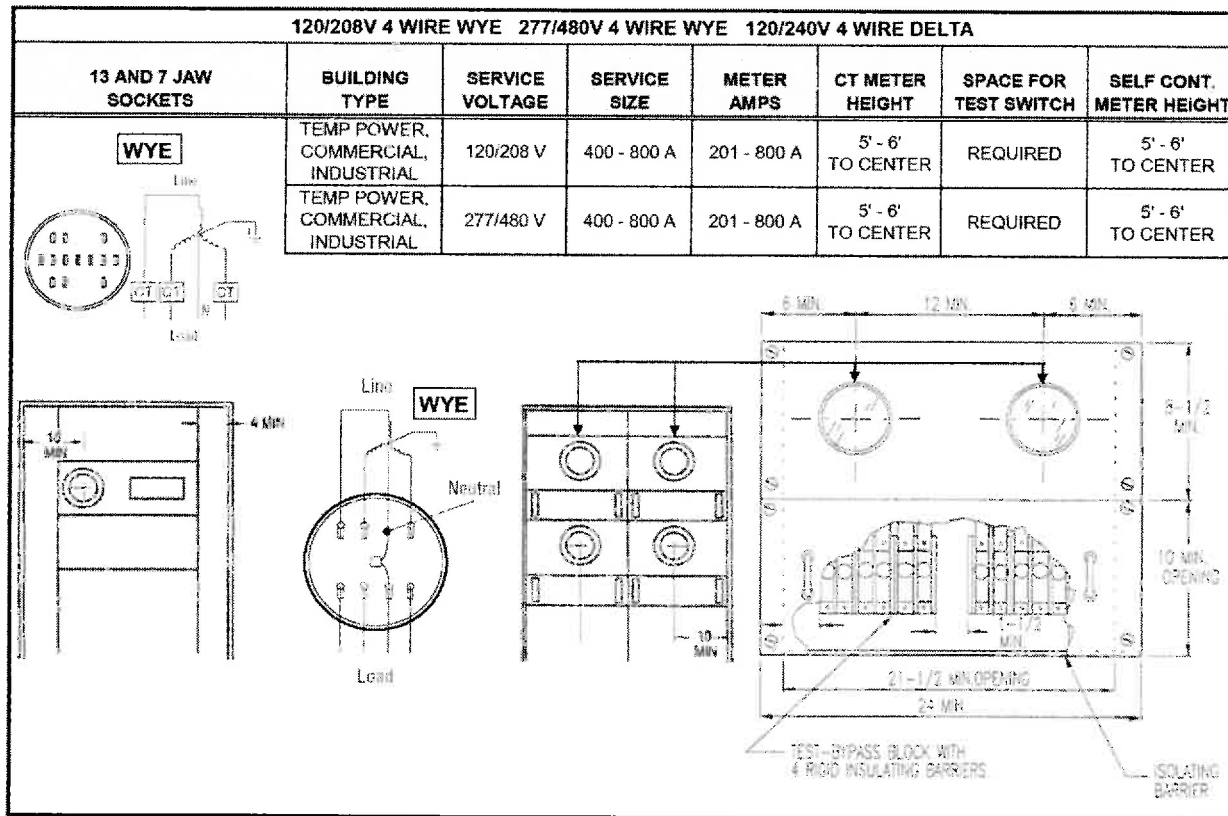 120/208V 4 WIRE WYE 277/480V 4 WIRE WYE 120/240V 4 WIRE DELTA
13 AND 7 JAW SOCKETS
BUILDING TYPE
SERVICE VOLTAGE
SERVICE SIZE
METER AMPS
CT METER HEIGHT
SPACE FOR TEST SWITCH
SELF CONT. METER HEIGHT
TEMP POWER, COMMERCIAL, INDUSTRIAL
120/208 V
400 - 800 A
201 - 800 A
5' - 6' TO CENTER
REQUIRED
5' - 6' TO CENTER
TEMP POWER, COMMERCIAL, INDUSTRIAL
277/480 V
400 - 800 A
201 - 800 A
5' - 6' TO CENTER
REQUIRED
5' - 6' TO CENTER
WYE
Line
CT
CT
CT
N
Load
10 MIN
4 MIN
Line
WYE
Neutral
Load
10 MIN
6 MIN.
12 MIN.
6 MIN.
MIN.
10 MIN. OPENING
1-1/2 MIN.
21-1/2 MIN.OPENING
24 MIN.
TEST-BYPASS BLOCK WITH
4 RIGID INSULATING BARRIERS
ISOLATING
BARRIER